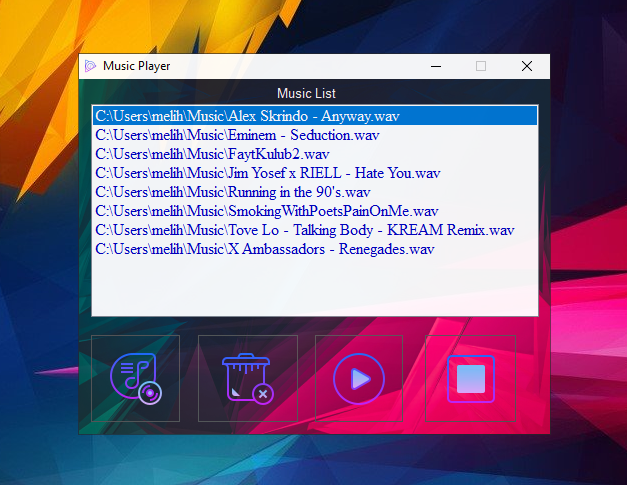 Music Player
Music List
C:\Users\melih\Music\Alex Skrindo - Anyway.wav
C:\Users\melih\Music\Eminem - Seduction.wav
C:\Users\melih\Music\FaytKulub2.wav
C:\Users\melih\Music\Jim Yosef x RIELL - Hate You.wav
C:\Users\melih\Music\Running in the 90's.wav
C:\Users\melih\Music\SmokingWithPoetsPainOnMe.wav
C:\Users\melih\Music\Tove Lo - Talking Body - KREAM Remix.wav
C:\Users\melih\Music\X Ambassadors - Renegades.wav